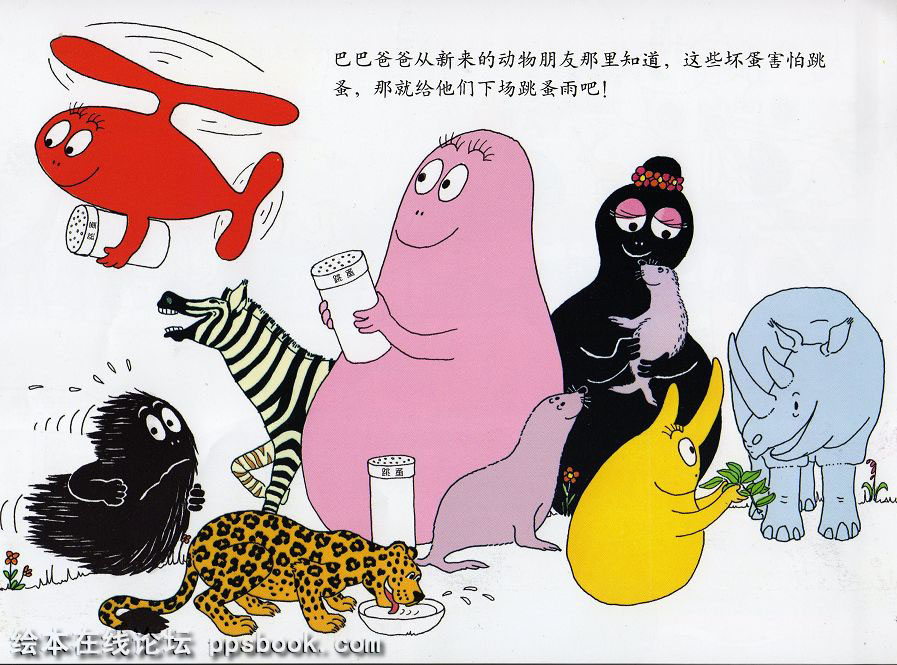 巴巴爸爸从新来的动物朋友那里知道，这些坏蛋害怕跳
蚤，那就给他们下场跳蚤雨吧！
跳蚤
跳蚤
跳蚤
绘本在线论坛 ppsbook.com